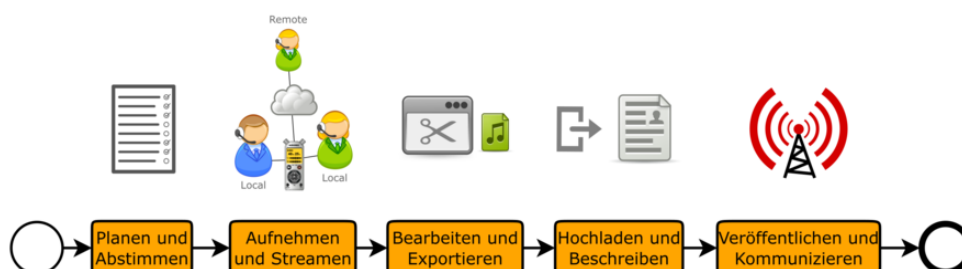 Remote
Local
Local
Planen und
Abstimmen
Aufnehmen
und Streamen
Bearbeiten und
Exportieren
Hochladen und
Beschreiben
Veröffentlichen und
Kommunizieren